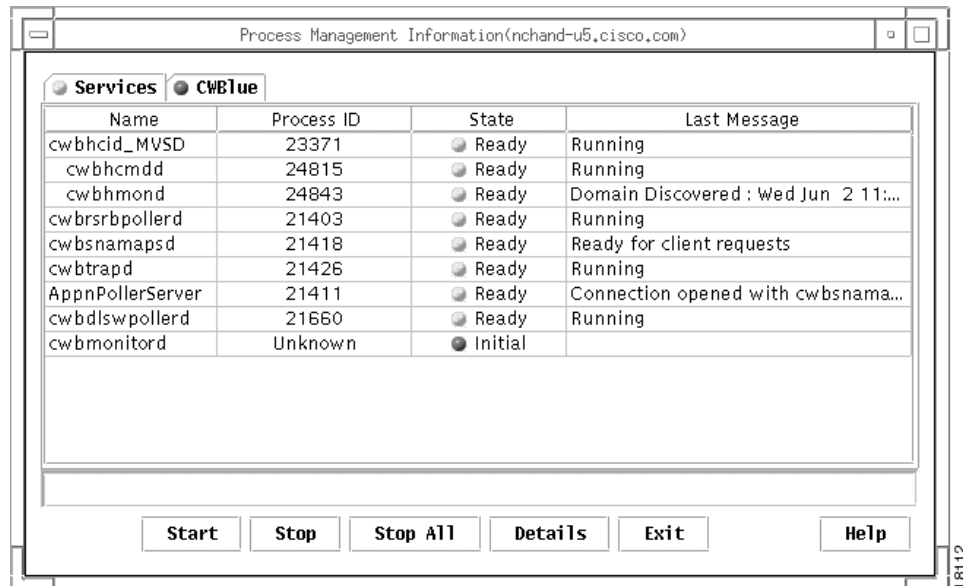 Process Management Information(nchand-u5.cisco.com)
Services CWBlue
Name Process ID State Last Message
cwbhcid_MVSD 23371 Ready Running
cwbhcmdd 24815 Ready Running
cwbhmond 24843 Ready Domain Discovered : Wed Jun 2 11:...
cwbrsrbpollerd 21403 Ready Running
cwbsnamapsd 21418 Ready Ready for client requests
cwbtrapd 21426 Ready Running
AppnPollerServer 21411 Ready Connection opened with cwbsnama...
cwbdlswpollerd 21660 Ready Running
cwbmonitord Unknown Initial
Start Stop Stop All Details Exit Help